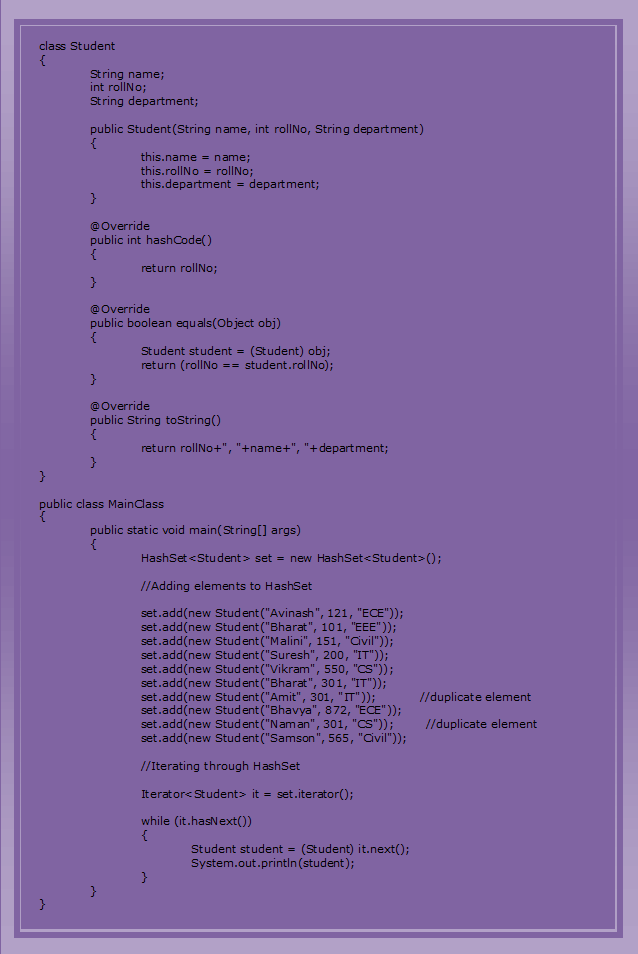 class Student
{
String name;
int rollNo;
String department;
public Student(String name, int rollNo, String department)
{
this.name = name;
this.rollNo = rollNo;
this.department = department;
}
@Override
public int hashCode()
{
return rollNo;
}
@Override
public boolean equals(Object obj)
{
Student student = (Student) obj;
return (rollNo == student.rollNo);
}
@Override
public String toString()
{
return rollNo+", "+name+", "+department;
}
}
public class MainClass
{
public static void main(String[] args)
{
HashSet<Student> set = new HashSet<Student>();
//Adding elements to HashSet
set.add(new Student("Avinash", 121, "ECE"));
set.add(new Student("Bharat", 101, "EEE"));
set.add(new Student("Malini", 151, "Civil"));
set.add(new Student("Suresh", 200, "IT"));
set.add(new Student("Vikram", 550, "CS"));
set.add(new Student("Bharat", 301, "IT"));
set.add(new Student("Amit", 301, "IT")); //duplicate element
set.add(new Student("Bhavya", 872, "ECE"));
set.add(new Student("Naman", 301, "CS")); //duplicate element
set.add(new Student("Samson", 565, "Civil"));
//Iterating through HashSet
Iterator<Student> it = set.iterator();
while (it.hasNext())
{
Student student = (Student) it.next();
System.out.println(student);
}
}
}